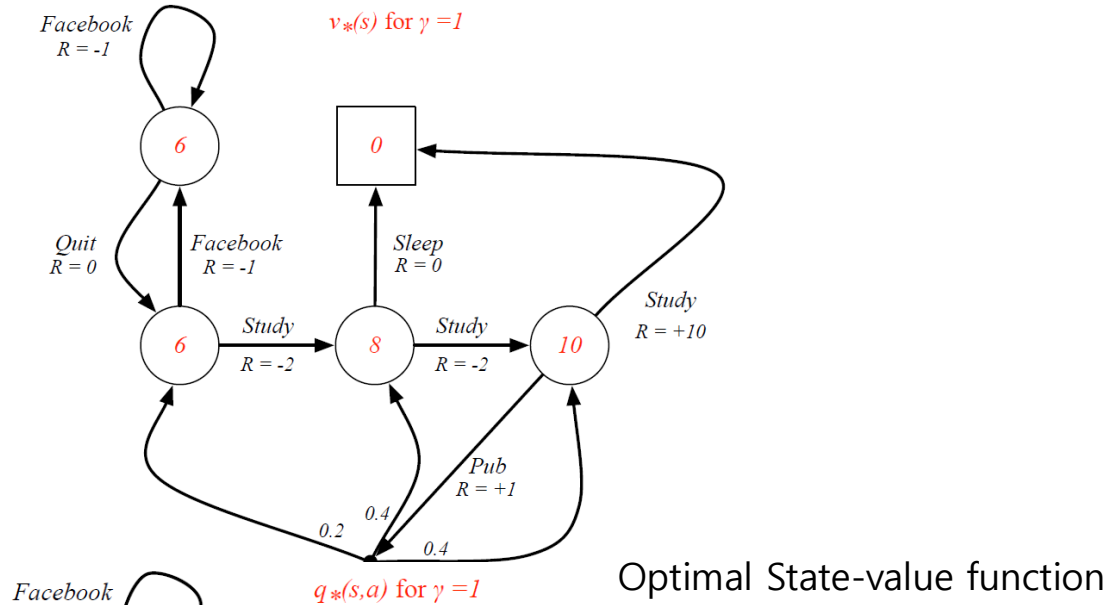 Facebook
R = -1
v*(s) for γ =1
6
0
Quit
R = 0
Facebook
R = -1
Sleep
R = 0
Study
R = +10
6
Study
R = -2
8
Study
R = -2
10
Pub
R = +1
0.2
0.4
0.4
Facebook
q*(s,a) for γ =1
Optimal State-value function